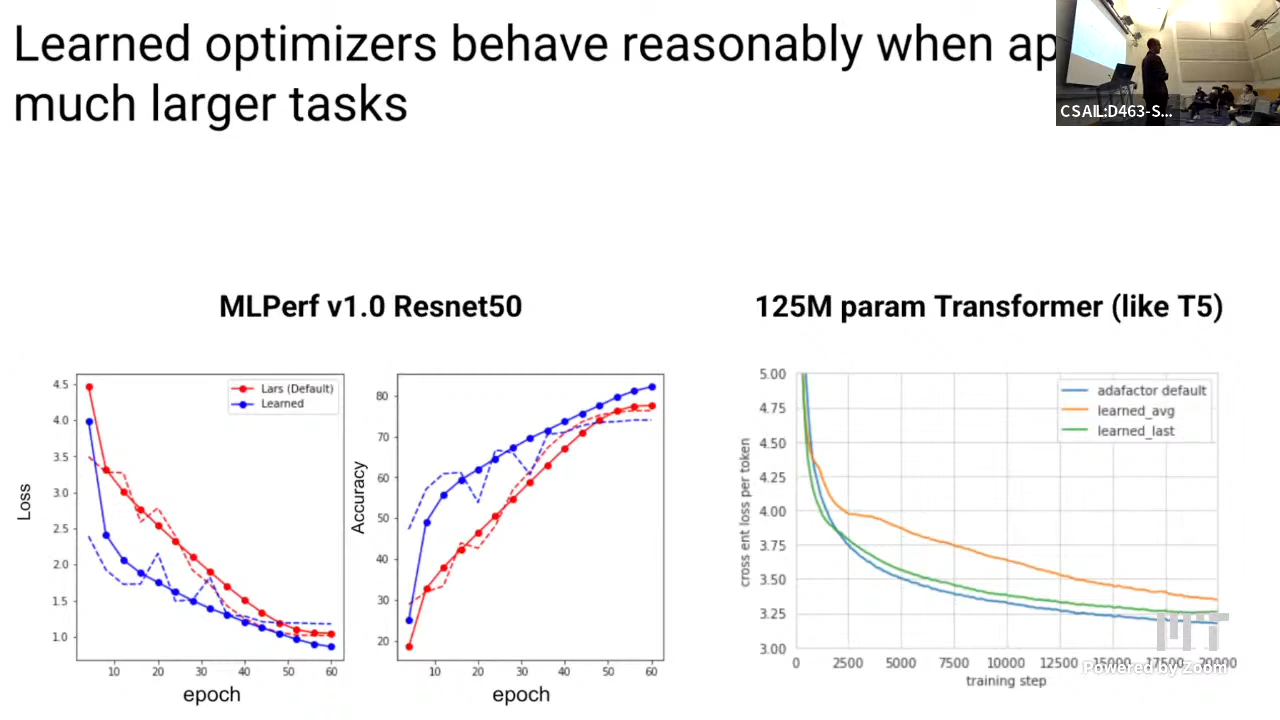 Learned optimizers behave reasonably when ap
much larger tasks
CSAIL:D463-S...
MLPerf v1.0 Resnet50
125M param Transformer (like T5)
Loss
4.5
4.0
3.5
3.0
2.5
2.0
1.5
1.0
Lars (Default)
Learned
10 20 30 40 50 60
epoch
Accuracy
80
70
60
50
40
30
20
10 20 30 40 50 60
epoch
cross ent loss per token
5.00
4.75
4.50
4.25
4.00
3.75
3.50
3.25
3.00
adafactor default
learned_avg
learned_last
0 2500 5000 7500 10000 12500 15000 17500 20000
training step
MIT
Powered by Zoom